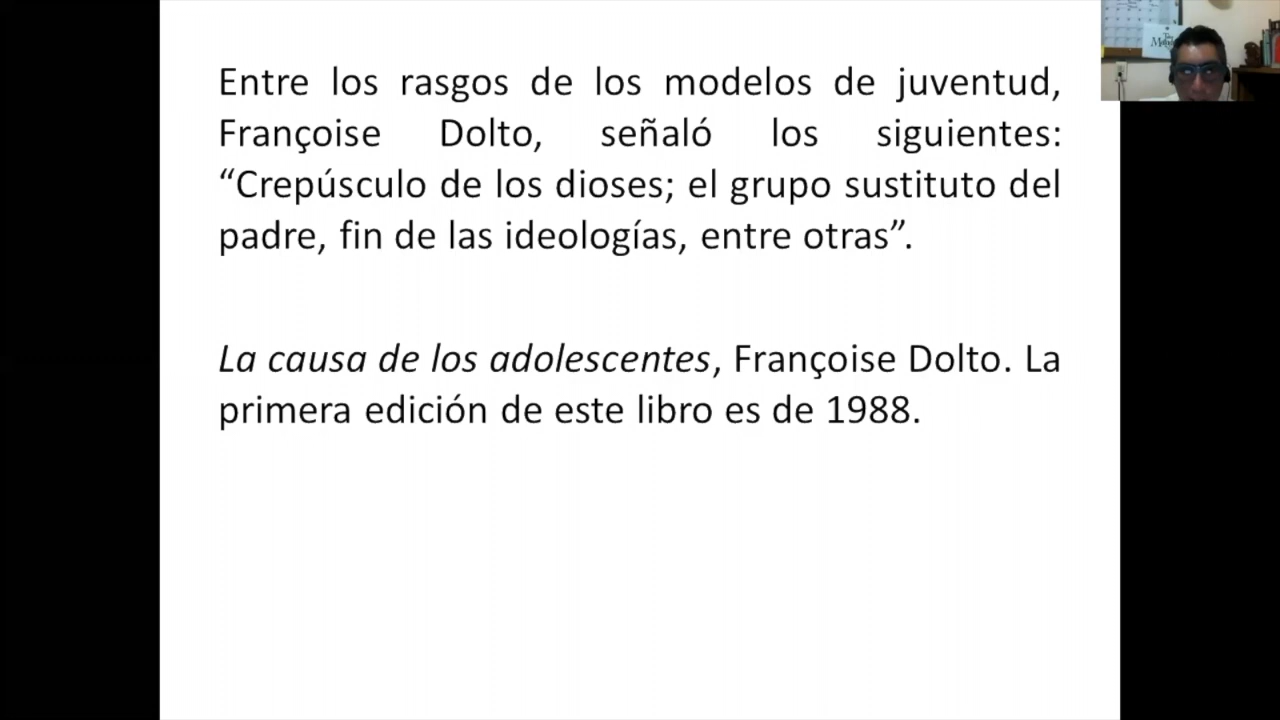 Entre los rasgos de los modelos de juventud,
Françoise Dolto, señaló los siguientes:
“Crepúsculo de los dioses; el grupo sustituto del
padre, fin de las ideologías, entre otras”.
La causa de los adolescentes, Françoise Dolto. La
primera edición de este libro es de 1988.